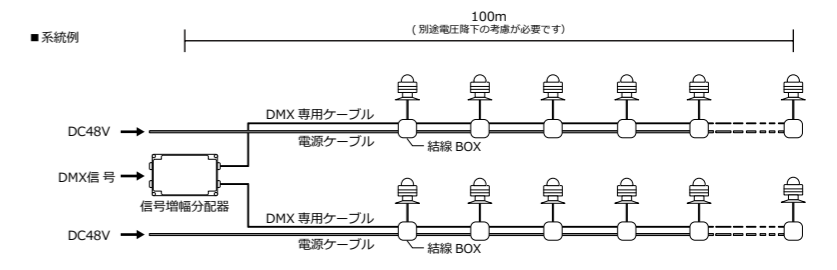 ■系統例
100m
(別途電圧降下の考慮が必要です)
DMX 専用ケーブル
DC48V
電源ケーブル
結線 BOX
DMX信号
信号増幅分配器
DMX 専用ケーブル
DC48V
電源ケーブル
結線 BOX